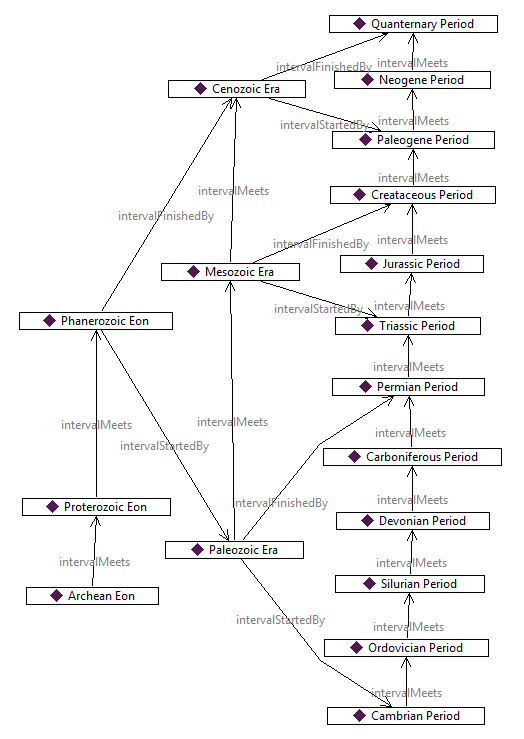 Quanternary Period
intervalFinishedBy
intervalMeets
Neogene Period
Cenozoic Era
intervalStartedBy
intervalMeets
Paleogene Period
intervalMeets
intervalMeets
Creataceous Period
intervalFinishedBy
intervalFinishedBy
intervalMeets
Mesozoic Era
Jurassic Period
intervalStartedBy
intervalMeets
Phanerozoic Eon
Triassic Period
intervalMeets
Permian Period
intervalMeets
intervalMeets
intervalStartedBy
intervalMeets
Carboniferous Period
intervalFinishedBy
intervalMeets
Proterozoic Eon
Devonian Period
Paleozoic Era
intervalMeets
intervalMeets
Silurian Period
Archean Eon
intervalStartedBy
intervalMeets
Ordovician Period
intervalMeets
Cambrian Period